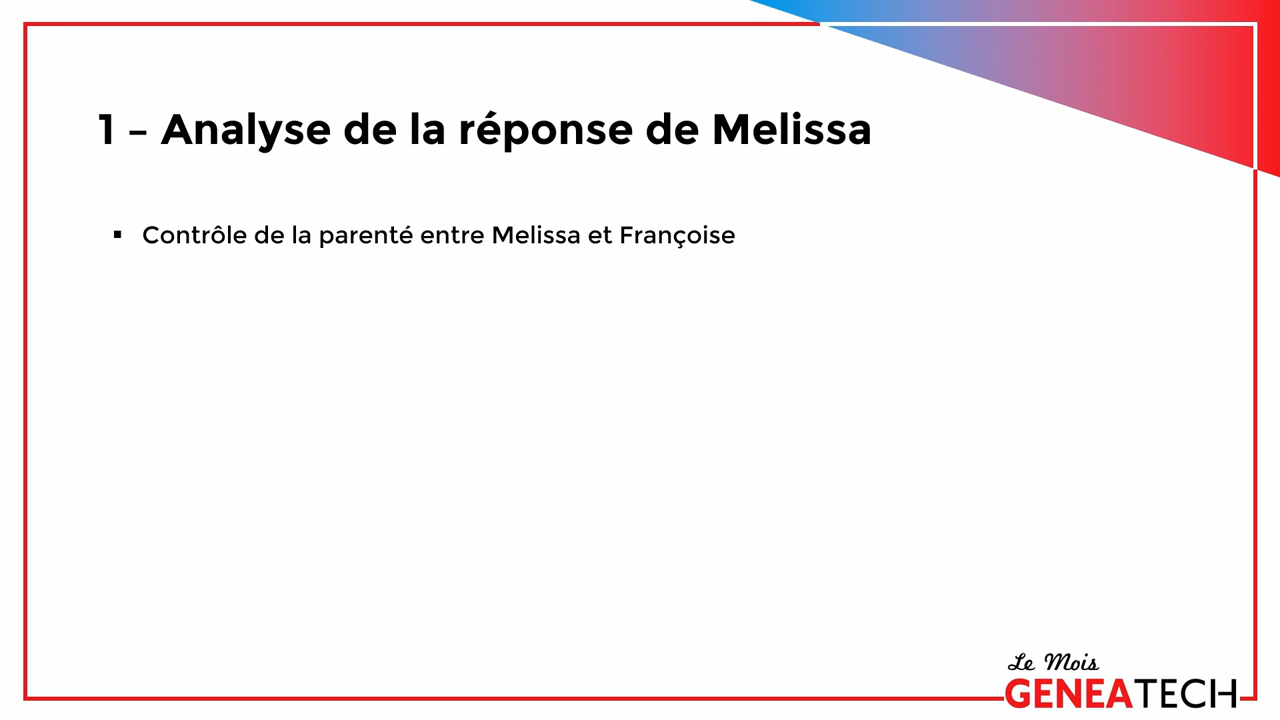 1 – Analyse de la réponse de Melissa
▪ Contrôle de la parenté entre Melissa et Françoise
Le Mois
GENEATECH